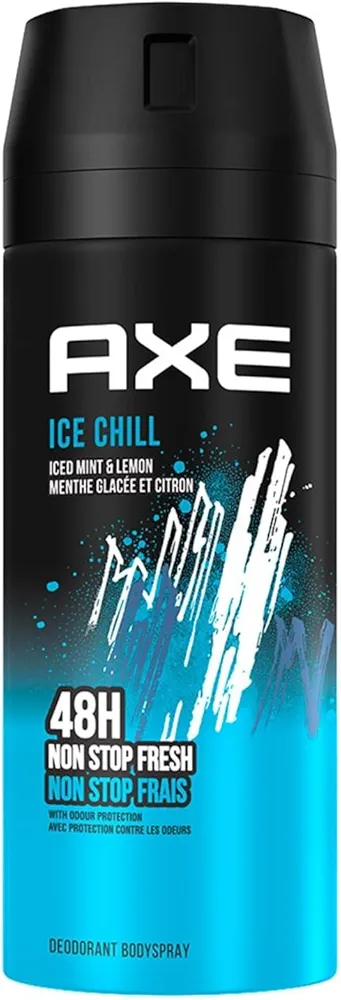 AXE
ICE CHILL
ICED MINT & LEMON
MENTHE GLACÉE ET CITRON
48H
NON STOP FRESH
NON STOP FRAIS
WITH ODOUR PROTECTION
AVEC PROTECTION CONTRE LES ODEURS
DEODORANT BODYSPRAY